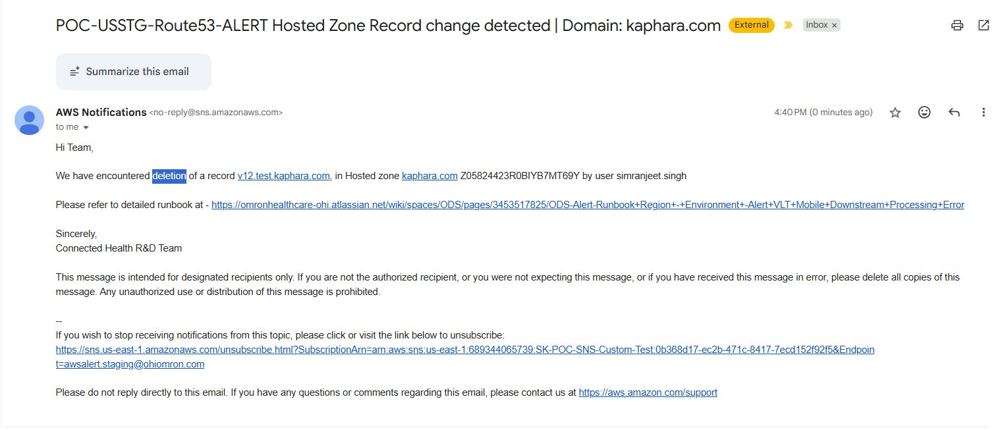 POC-USSTG-Route53-ALERT Hosted Zone Record change detected | Domain: kaphara.com External Inbox ×
Summarize this email
AWS Notifications <no-reply@sns.amazonaws.com> 4:40 PM (0 minutes ago)
to me
Hi Team,
We have encountered deletion of a record v12.test.kaphara.com, in Hosted zone kaphara.com Z05824423R0BIYB7MT69Y by user simranjeet.singh
Please refer to detailed runbook at - https://omronhealthcare-ohi.atlassian.net/wiki/spaces/ODS/pages/3453517825/ODS-Alert-Runbook+Region+-+Environment+-Alert+VLT+Mobile+Downstream+Processing+Error
Sincerely,
Connected Health R&D Team
This message is intended for designated recipients only. If you are not the authorized recipient, or you were not expecting this message, or if you have received this message in error, please delete all copies of this
message. Any unauthorized use or distribution of this message is prohibited.
--
If you wish to stop receiving notifications from this topic, please click or visit the link below to unsubscribe:
https://sns.us-east-1.amazonaws.com/unsubscribe.html?SubscriptionArn=arn:aws:sns:us-east-1:689344065739:SK-POC-SNS-Custom-Test:0b368d17-ec2b-471c-8417-7ecd152f92f5&Endpoin
t=awsalert.staging@ohiomron.com
Please do not reply directly to this email. If you have any questions or comments regarding this email, please contact us at https://aws.amazon.com/support